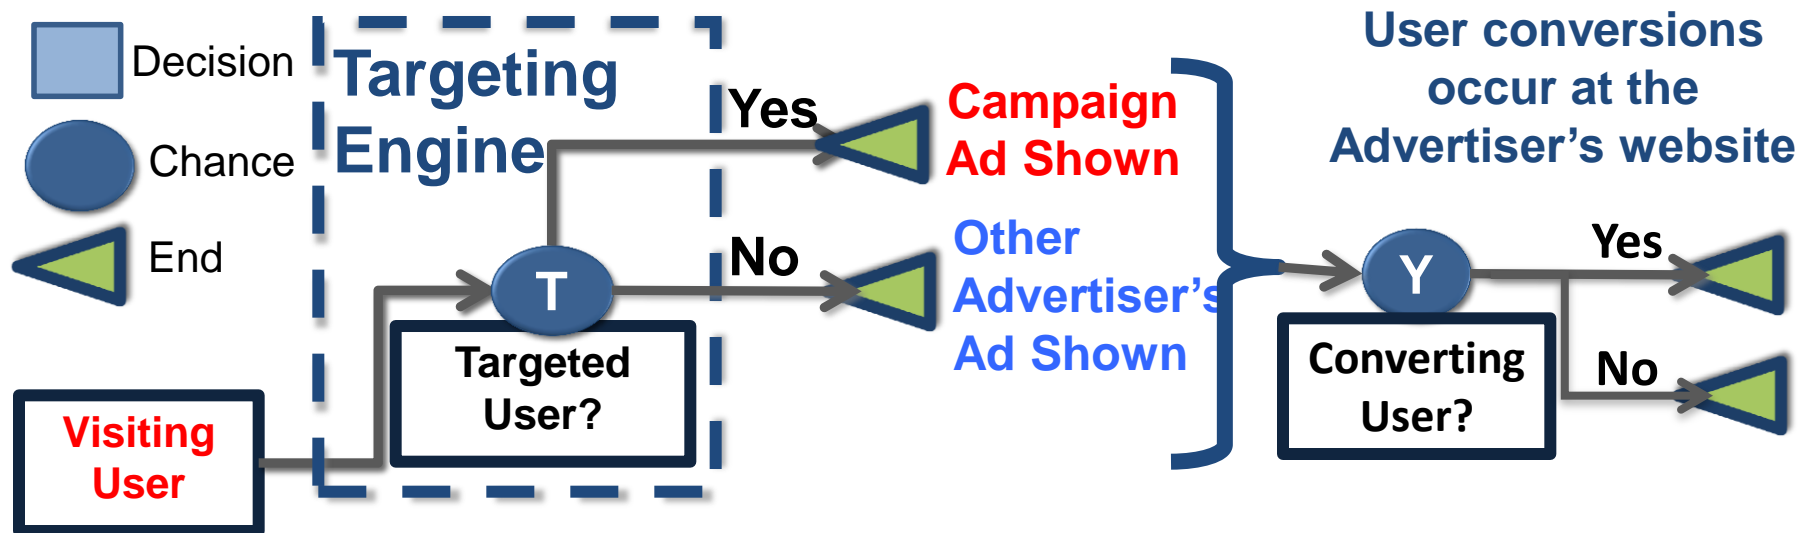 Decision
Chance
End
Visiting
User
Targeting
Engine
T
Targeted
User?
Yes
No
Campaign
Ad Shown
Other
Advertiser's
Ad Shown
User conversions
occur at the
Advertiser’s website
Y
Converting
User?
Yes
No